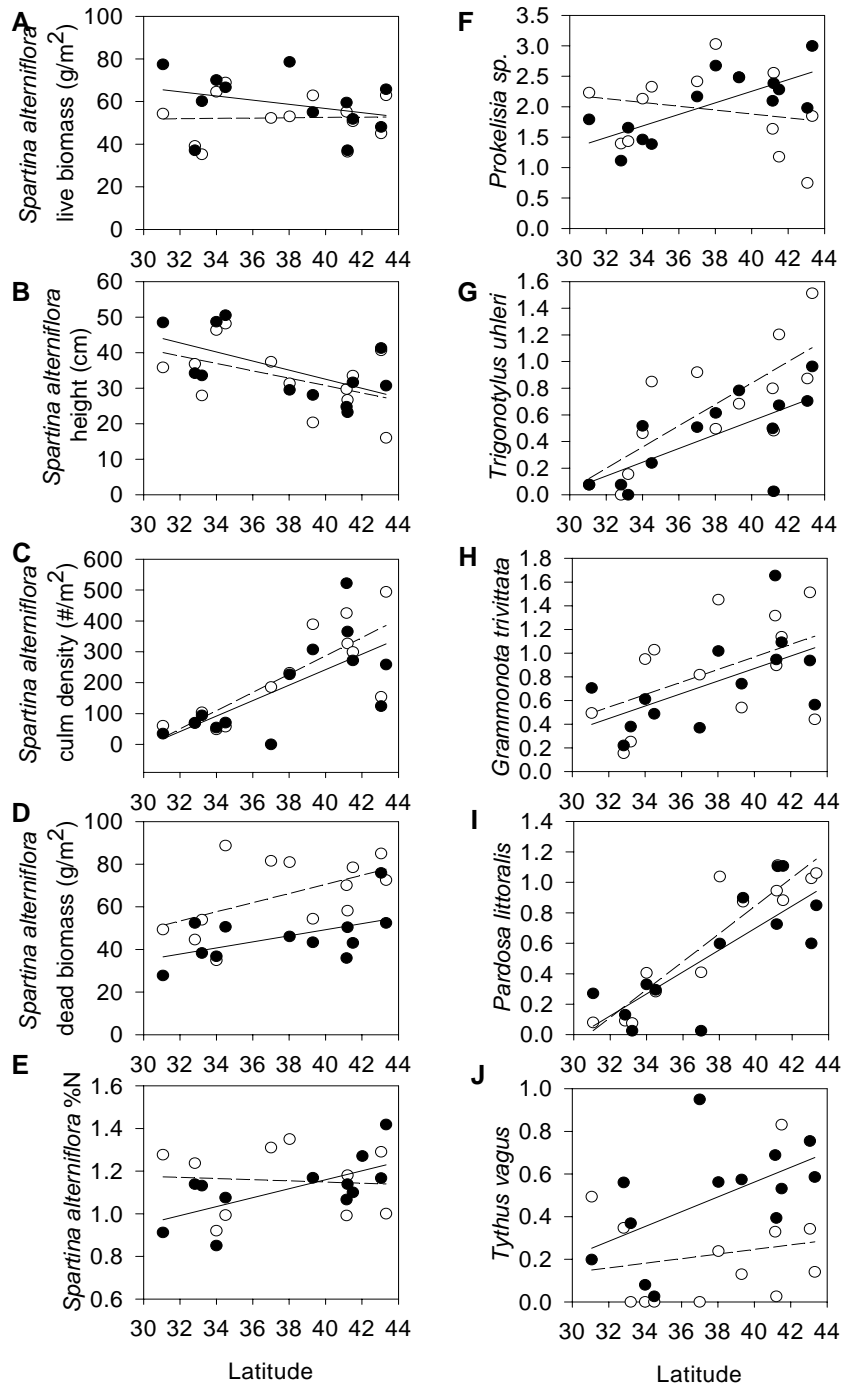 A
Spartina alterniflora
live biomass (g/m²)
100
80
60
40
20
0
30 32 34 36 38 40 42 44
B
Spartina alterniflora
height (cm)
60
50
40
30
20
10
0
30 32 34 36 38 40 42 44
C
Spartina alterniflora
culm density (#/m²)
600
500
400
300
200
100
0
30 32 34 36 38 40 42 44
D
Spartina alterniflora
dead biomass (g/m²)
100
80
60
40
20
0
30 32 34 36 38 40 42 44
E
Spartina alterniflora %N
1.6
1.4
1.2
1.0
0.8
0.6
30 32 34 36 38 40 42 44
Latitude
F
Prokelisia sp.
3.5
3.0
2.5
2.0
1.5
1.0
0.5
0.0
30 32 34 36 38 40 42 44
G
Trigonotylus uhleri
1.6
1.4
1.2
1.0
0.8
0.6
0.4
0.2
0.0
30 32 34 36 38 40 42 44
H
Grammonota trivittata
1.8
1.6
1.4
1.2
1.0
0.8
0.6
0.4
0.2
0.0
30 32 34 36 38 40 42 44
I
Pardosa littoralis
1.4
1.2
1.0
0.8
0.6
0.4
0.2
0.0
30 32 34 36 38 40 42 44
J
Tythus vagus
1.0
0.8
0.6
0.4
0.2
0.0
30 32 34 36 38 40 42 44
Latitude